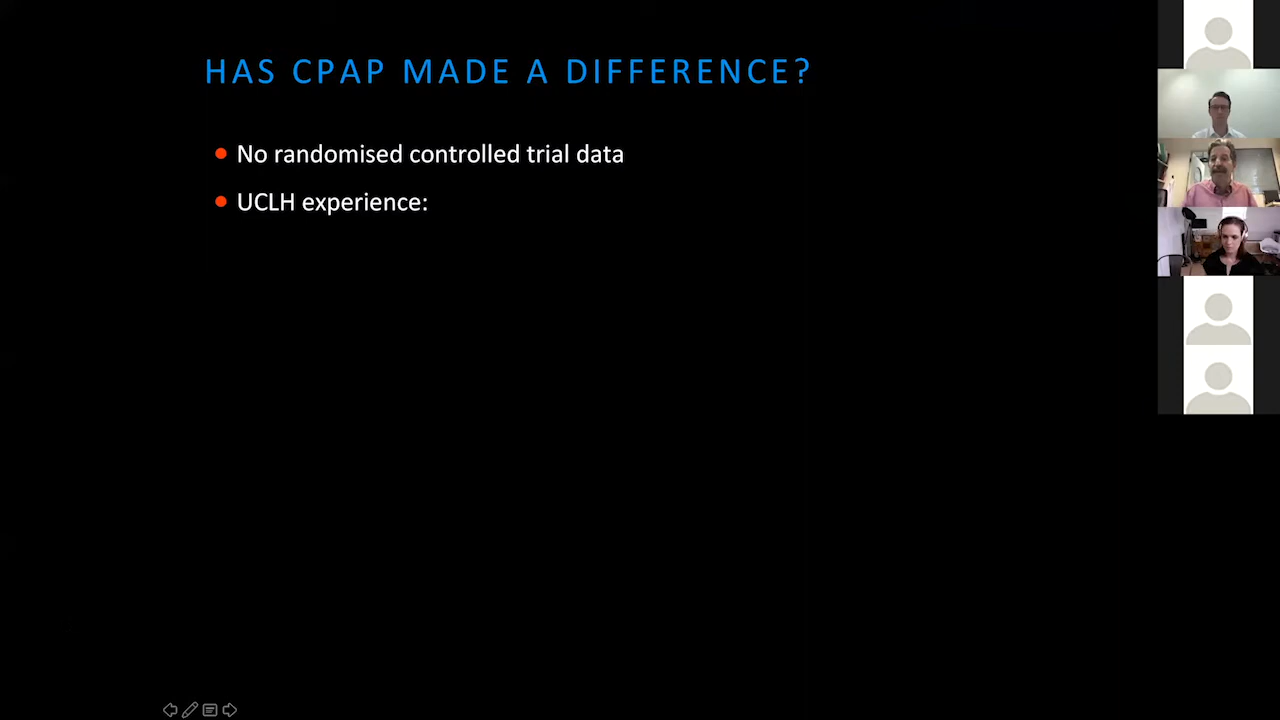 HAS CPAP MADE A DIFFERENCE?
No randomised controlled trial data
UCLH experience: